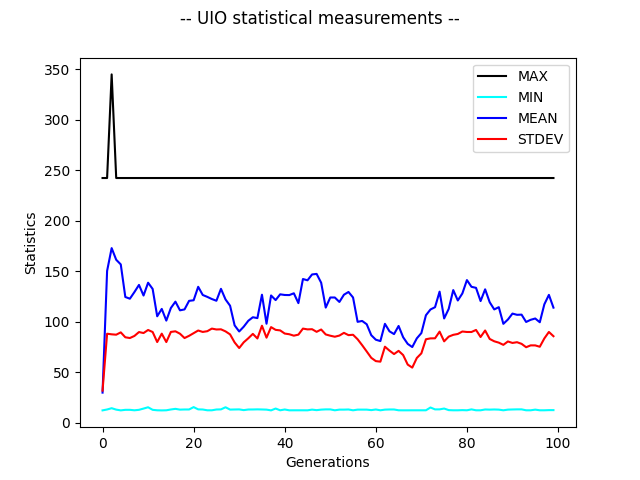 -- UIO statistical measurements --
350
300
250
200
150
100
50
0
Statistics
MAX
MIN
MEAN
STDEV
0 20 40 60 80 100
Generations